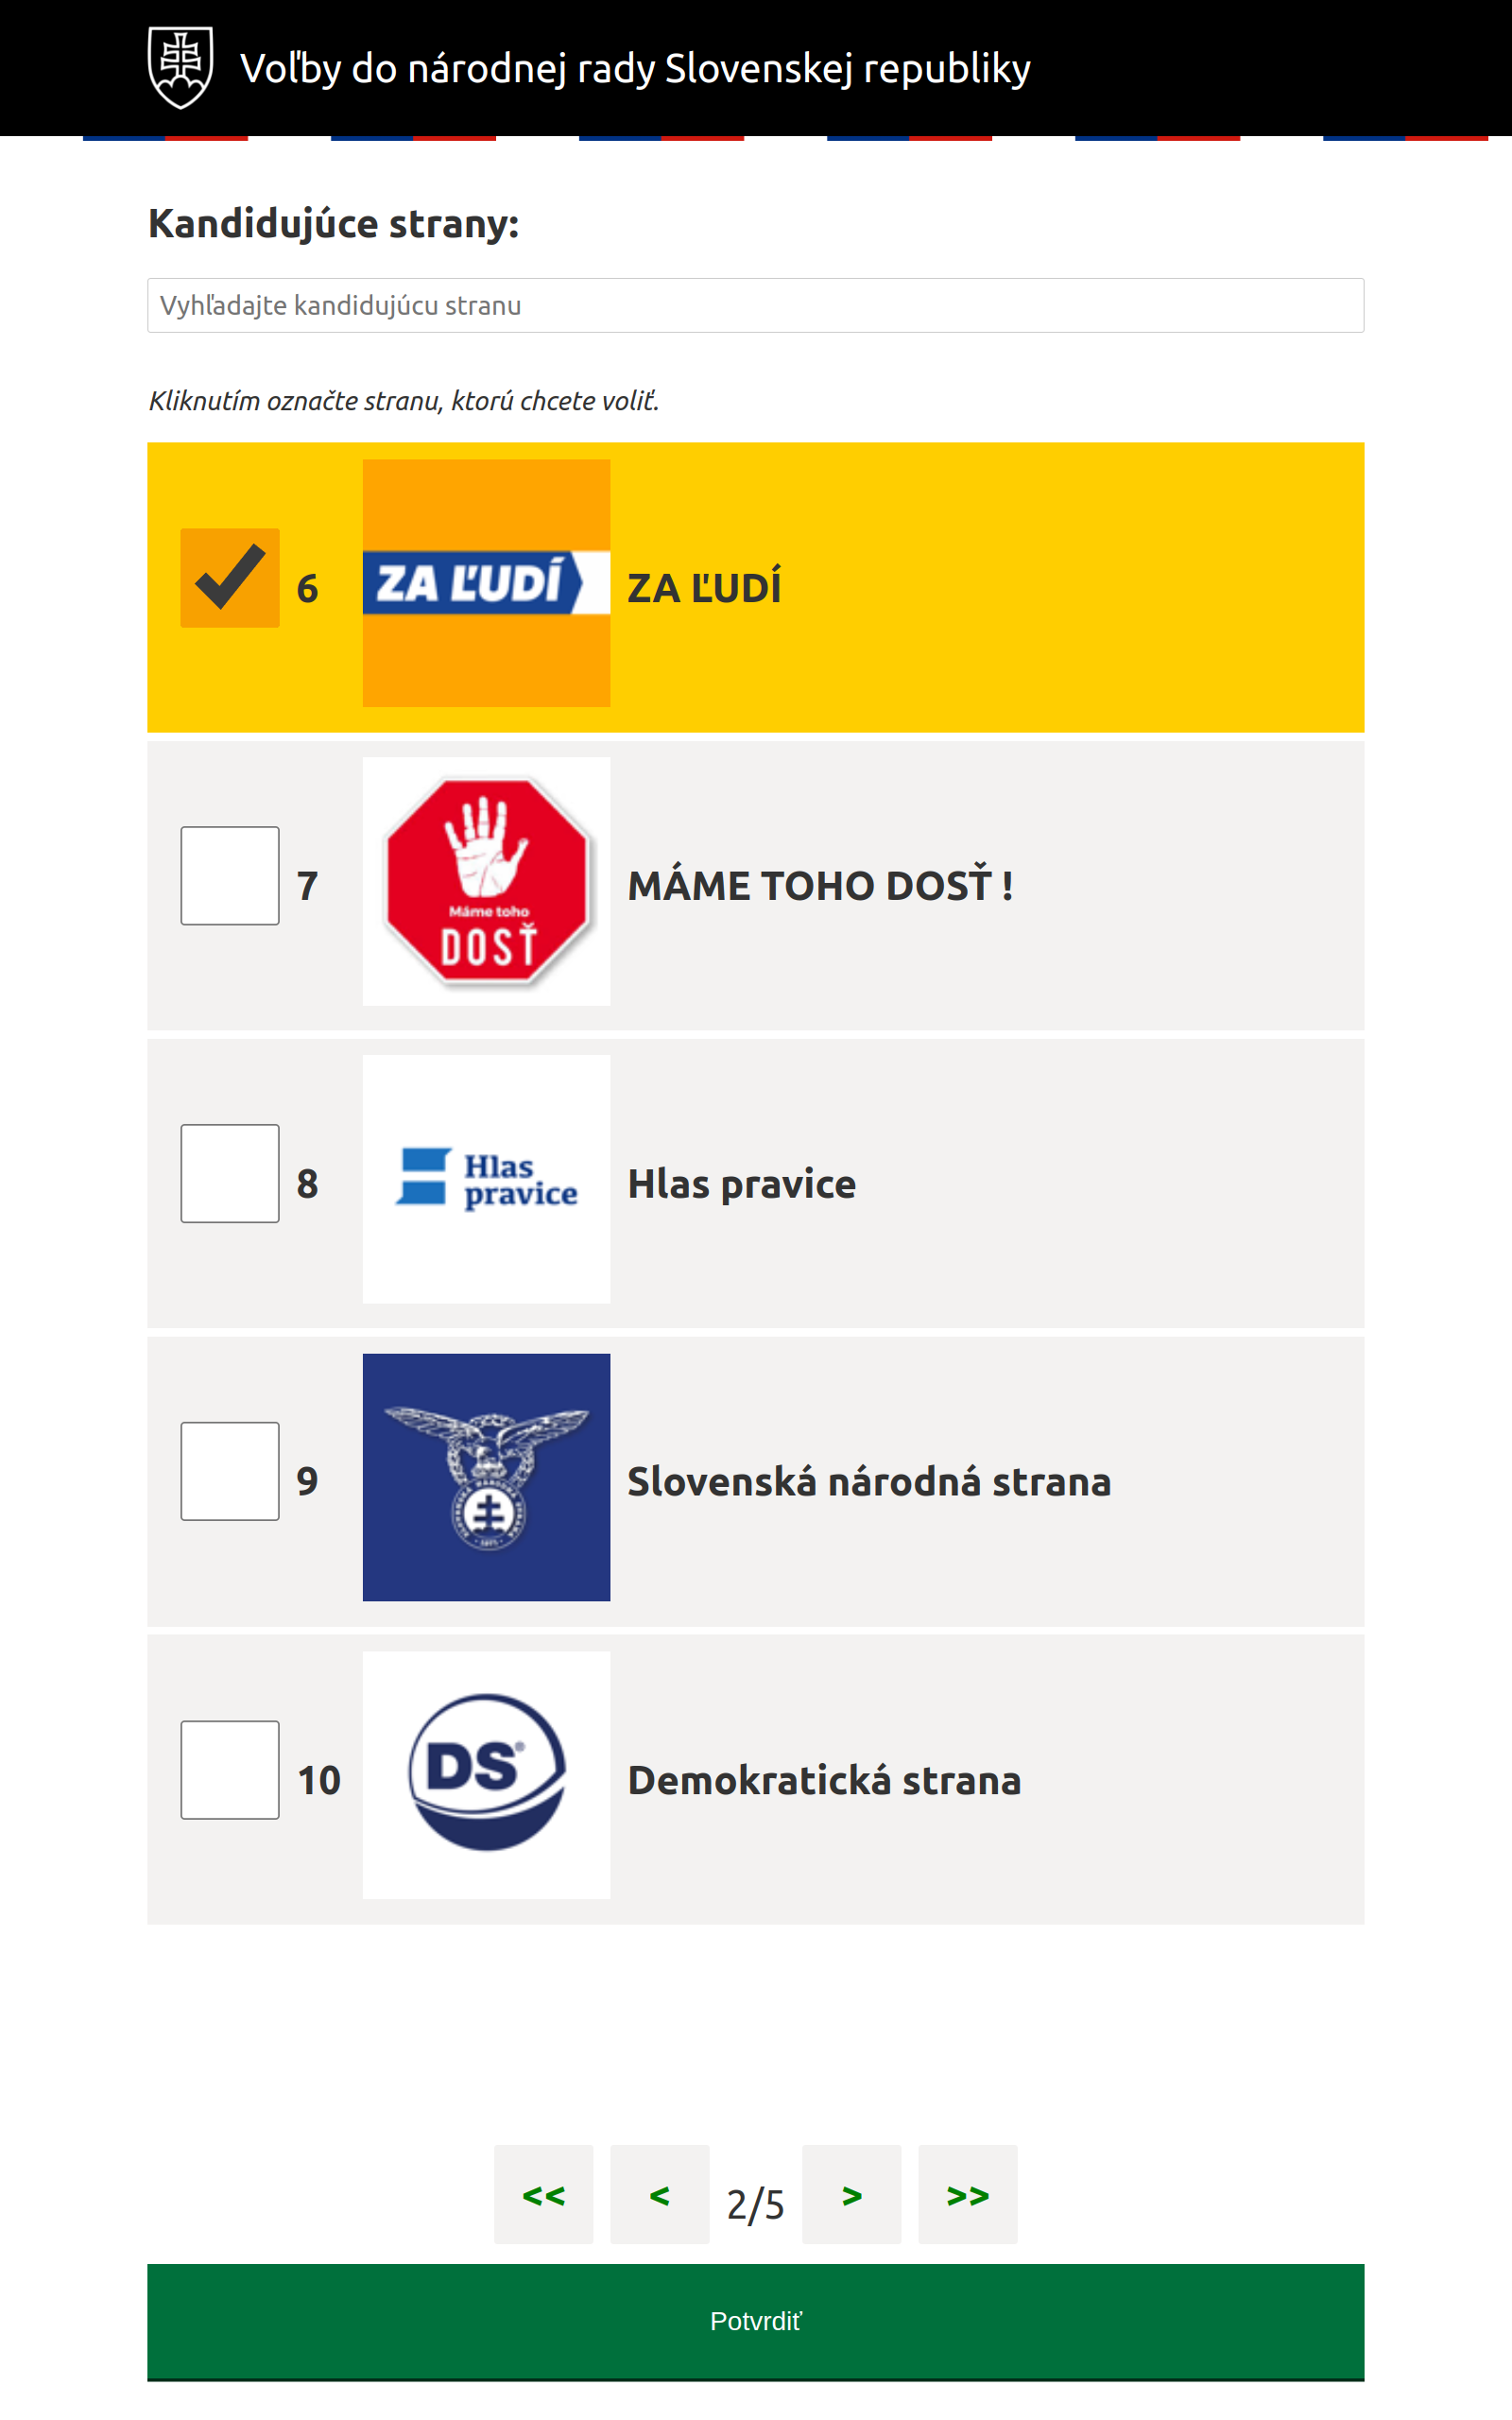 Voľby do národnej rady Slovenskej republiky
Kandidujúce strany:
Vyhľadajte kandidujúcu stranu
Kliknutím označte stranu, ktorú chcete voliť.
6 ZA ĽUDÍ ZA ĽUDÍ
7 Máme toho DOSŤ MÁME TOHO DOSŤ !
8 Hlas pravice Hlas pravice
9 Slovenská národná strana
10 DS® Demokratická strana
<< < 2/5 > >>
Potvrdiť